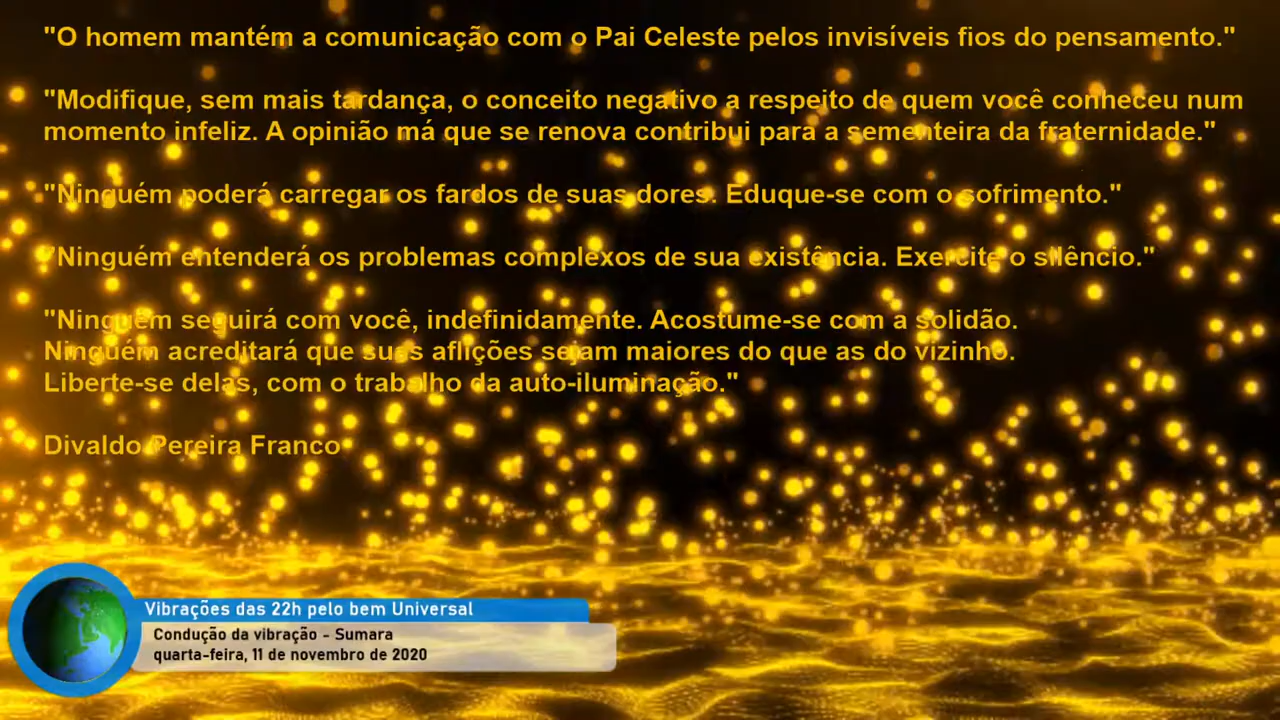 "O homem mantém a comunicação com o Pai Celeste pelos invisíveis fios do pensamento."
"Modifique, sem mais tardança, o conceito negativo a respeito de quem você conheceu num
momento infeliz. A opinião má que se renova contribui para a sementeira da fraternidade."
"Ninguém poderá carregar os fardos de suas dores. Eduque-se com o sofrimento."
"Ninguém entenderá os problemas complexos de sua existência. Exercite o silêncio."
"Ninguém seguirá com você, indefinidamente. Acostume-se com a solidão.
Ninguém acreditará que suas aflições sejam maiores do que as do vizinho.
Liberte-se delas, com o trabalho da auto-iluminação."
Divaldo Pereira Franco
Vibrações das 22h pelo bem Universal
Condução da vibração - Sumara
quarta-feira, 11 de novembro de 2020